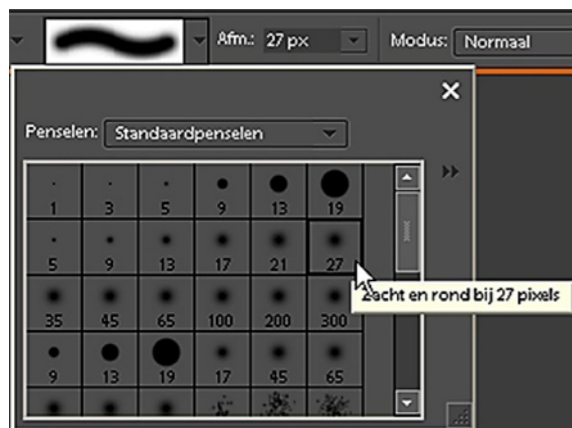 Afm.: 27 px Modus: Normaal
Penselen: Standaardpenselen
1 3 5 9 13 19
5 9 13 17 21 27
Zacht en rond bij 27 pixels
35 45 65 100 200 300
9 13 19 17 45 65